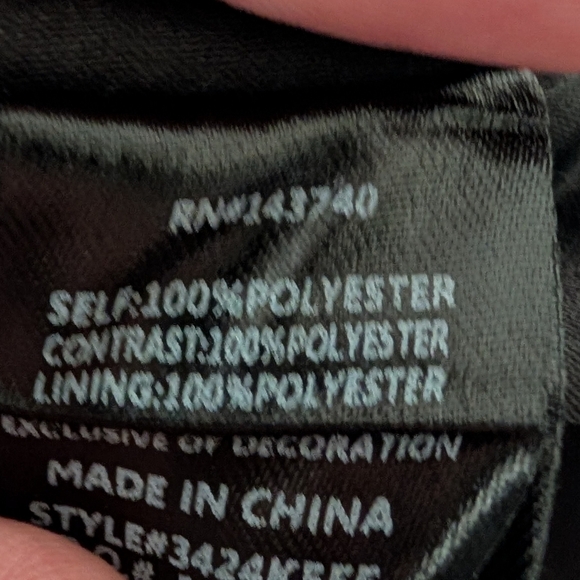 RN#143740
SELF:100%POLYESTER
CONTRAST:100%POLYESTER
LINING:100%POLYESTER
EXCLUSIVE OF DECORATION
MADE IN CHINA